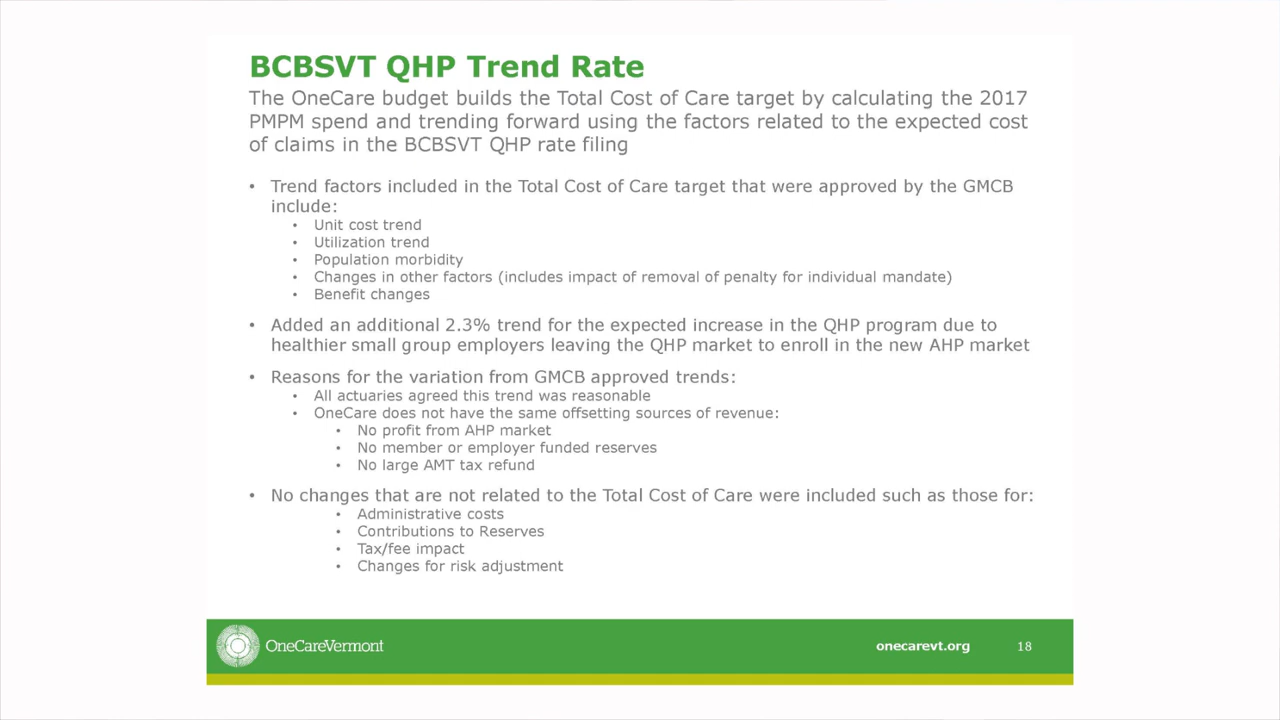 BCBSVT QHP Trend Rate
The OneCare budget builds the Total Cost of Care target by calculating the 2017
PMPM spend and trending forward using the factors related to the expected cost
of claims in the BCBSVT QHP rate filing
• Trend factors included in the Total Cost of Care target that were approved by the GMCB
include:
• Unit cost trend
• Utilization trend
• Population morbidity
• Changes in other factors (includes impact of removal of penalty for individual mandate)
• Benefit changes
• Added an additional 2.3% trend for the expected increase in the QHP program due to
healthier small group employers leaving the QHP market to enroll in the new AHP market
• Reasons for the variation from GMCB approved trends:
• All actuaries agreed this trend was reasonable
• OneCare does not have the same offsetting sources of revenue:
• No profit from AHP market
• No member or employer funded reserves
• No large AMT tax refund
• No changes that are not related to the Total Cost of Care were included such as those for:
• Administrative costs
• Contributions to Reserves
• Tax/fee impact
• Changes for risk adjustment
OneCareVermont
onecarevt.org 18